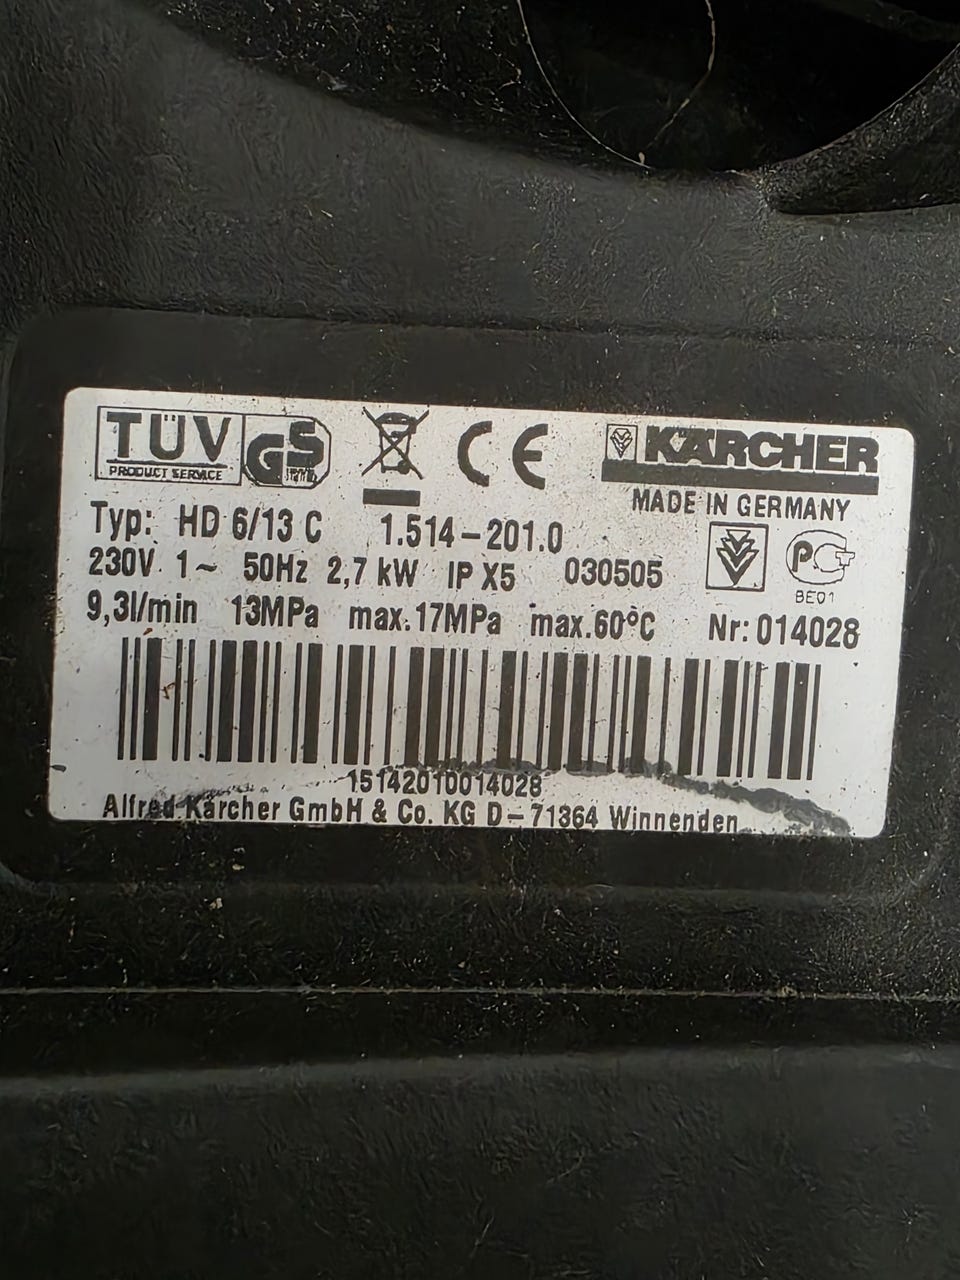 TÜV
PRODUCT SERVICE
GS
CE
KÄRCHER
MADE IN GERMANY
Typ: HD 6/13 C 1.514-201.0
230V 1~ 50Hz 2,7 kW IP X5 030505
BE01
9,3l/min 13MPa max.17MPa max.60°C Nr:014028
15142010014028
Alfred Kärcher GmbH & Co. KG D-71364 Winnenden